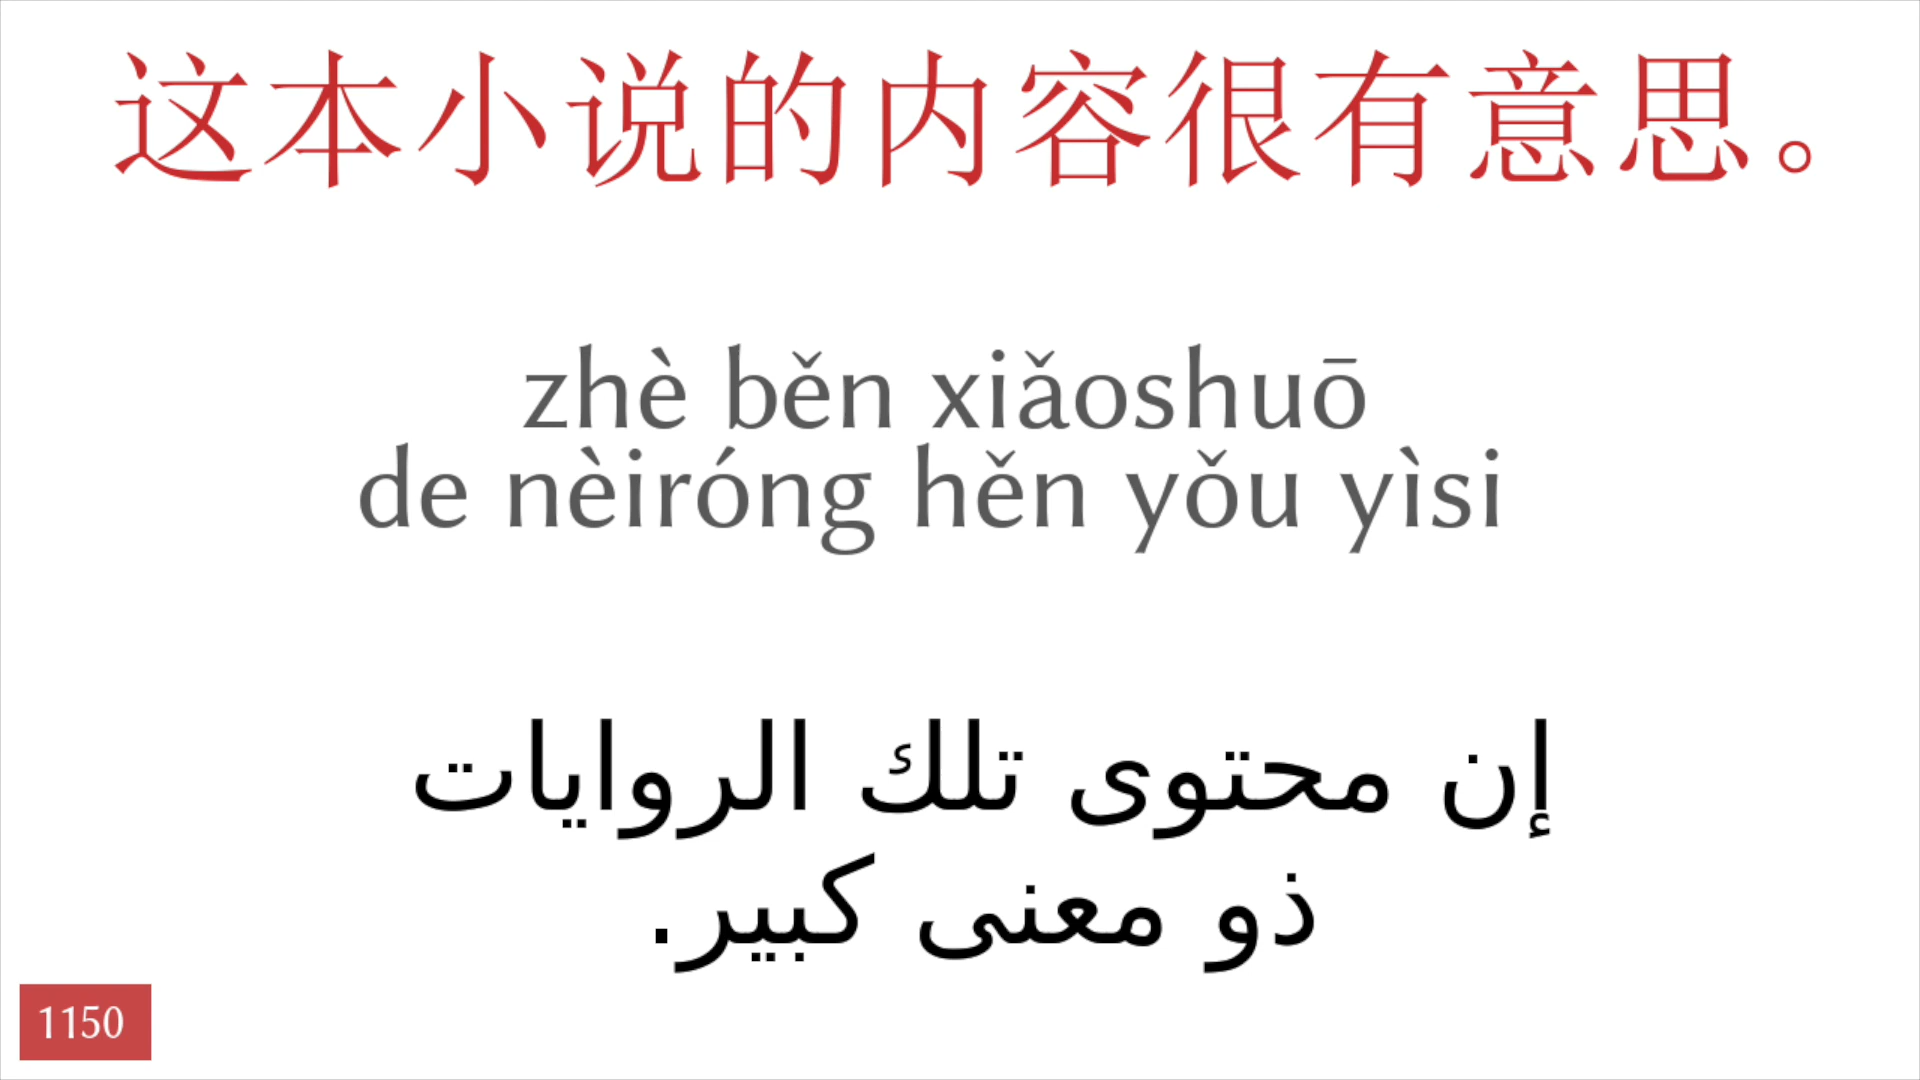 这本小说的内容很有意思。
zhè běn xiǎoshuō
de nèiróng hěn yǒu yìsi
إن محتوى تلك الروايات
ذو معنى كبير.
1150